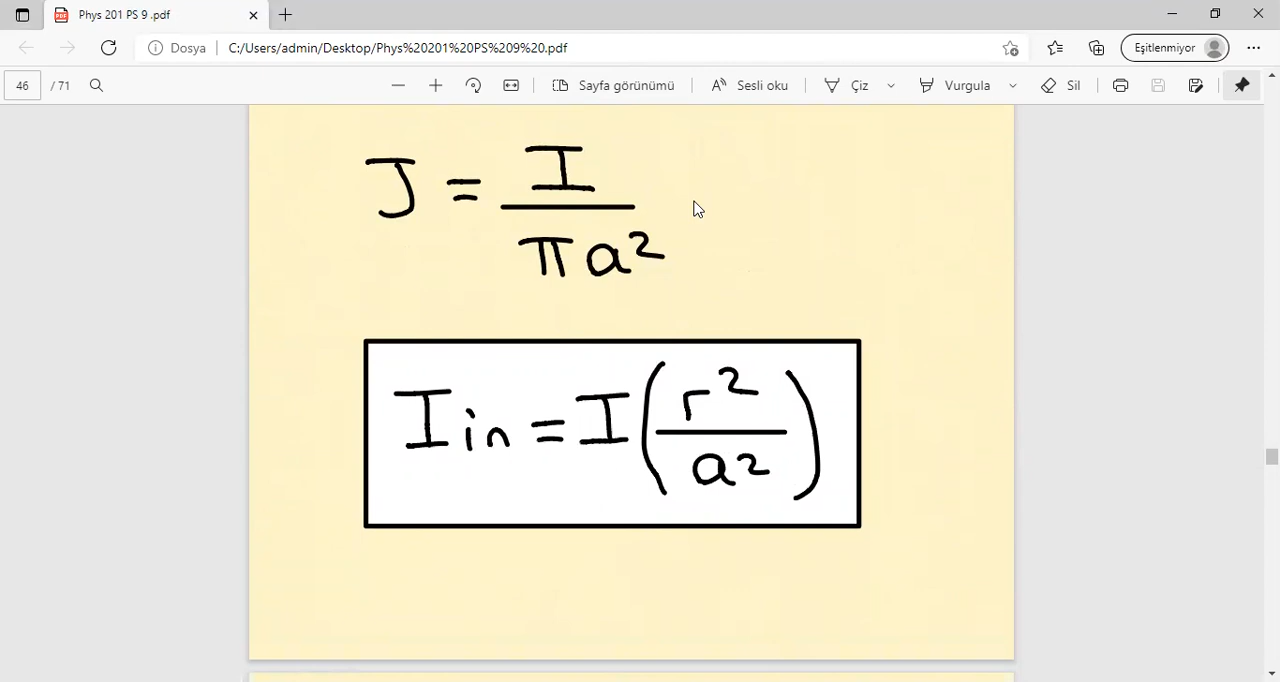 Phys 201 PS 9 .pdf
Dosya
C:/Users/admin/Desktop/Phys%20201%20PS%209%20.pdf
Eşitlenmiyor
46 / 71
Sayfa görünümü
Sesli oku
Çiz
Vurgula
Sil
J = I / πa²
Iin = I(r²/a²)